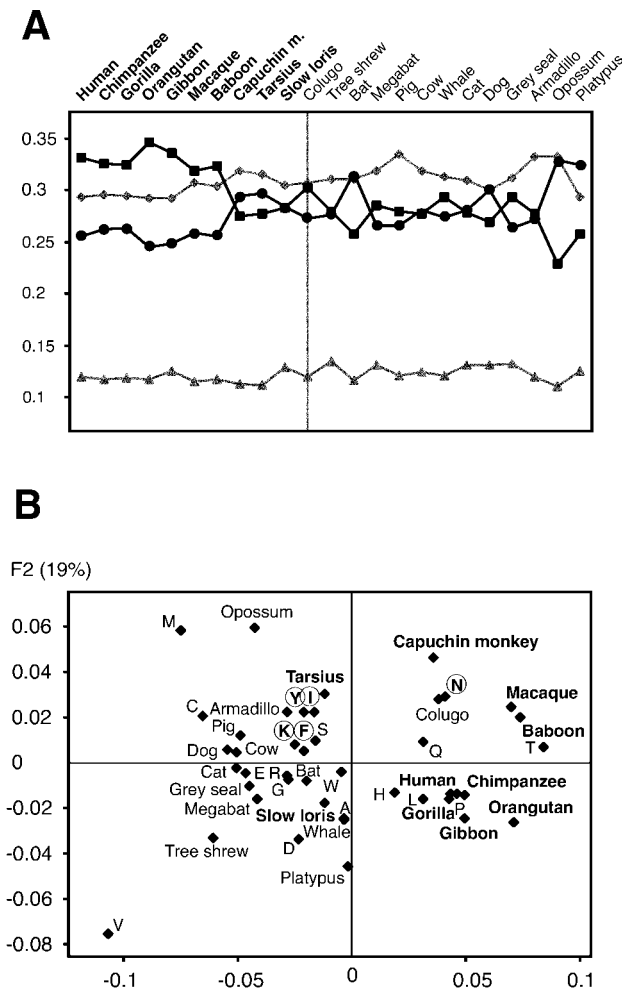 A
Human
Chimpanzee
Gorilla
Orangutan
Gibbon
Macaque
Baboon
Capuchin m.
Tarsius
Slow loris
Colugo
Tree shrew
Bat
Megabat
Pig
Cow
Whale
Cat
Dog
Grey seal
Armadillo
Opossum
Platypus
0.35
0.3
0.25
0.2
0.15
0.1
B
F2 (19%)
0.06
0.04
0.02
0
-0.02
-0.04
-0.06
-0.08
M
Opossum
Capuchin monkey
Tarsius
N
Y I
Macaque
C Armadillo
Colugo
Pig
K F S
Baboon
Dog
Cow
Q
T
Cat E R Bat
Human Chimpanzee
Grey seal G W
H L P
Orangutan
Megabat
Slow loris A
Gorilla
Whale
Gibbon
Tree shrew
D
Platypus
V
-0.1
-0.05
0
0.05
0.1